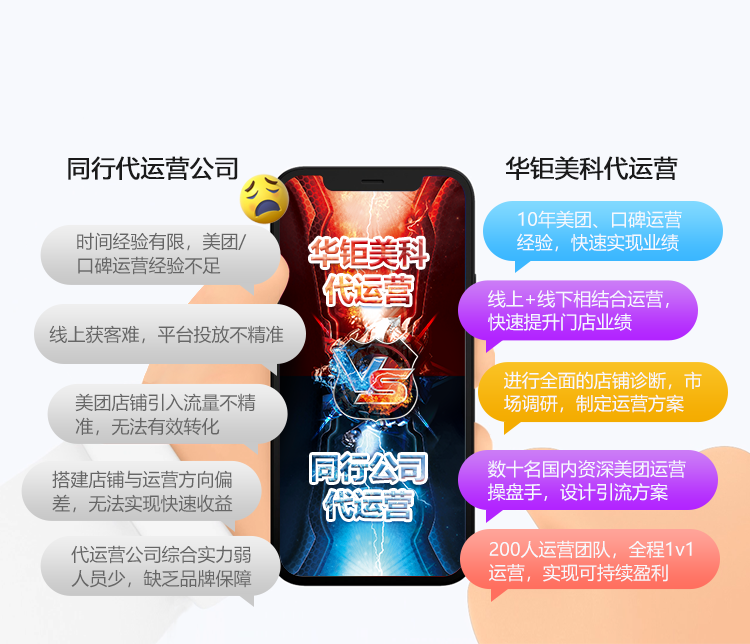 同行代运营公司
时间经验有限，美团/
口碑运营经验不足
线上获客难，平台投放不精准
美团店铺引入流量不精
准，无法有效转化
搭建店铺与运营方向偏
差，无法实现快速收益
代运营公司综合实力弱
人员少，缺乏品牌保障
华钜美科
代运营
VS
同行公司
代运营
华钜美科代运营
10年美团、口碑运营
经验，快速实现业绩
线上+线下相结合运营，
快速提升门店业绩
进行全面的店铺诊断，市
场调研，制定运营方案
数十名国内资深美团运营
操盘手，设计引流方案
200人运营团队，全程1v1
运营，实现可持续盈利